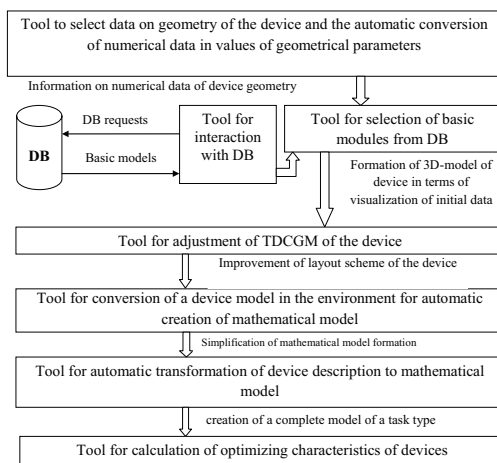 Tool to select data on geometry of the device and the automatic conversion
of numerical data in values of geometrical parameters
Information on numerical data of device geometry
DB
DB requests
Basic models
Tool for
interaction
with DB
Tool for selection of basic
modules from DB
Formation of 3D-model of
device in terms of
visualization of initial data
Tool for adjustment of TDCGM of the device
Improvement of layout scheme of the device
Tool for conversion of a device model in the environment for automatic
creation of mathematical model
Simplification of mathematical model formation
Tool for automatic transformation of device description to mathematical
model
creation of a complete model of a task type
Tool for calculation of optimizing characteristics of devices